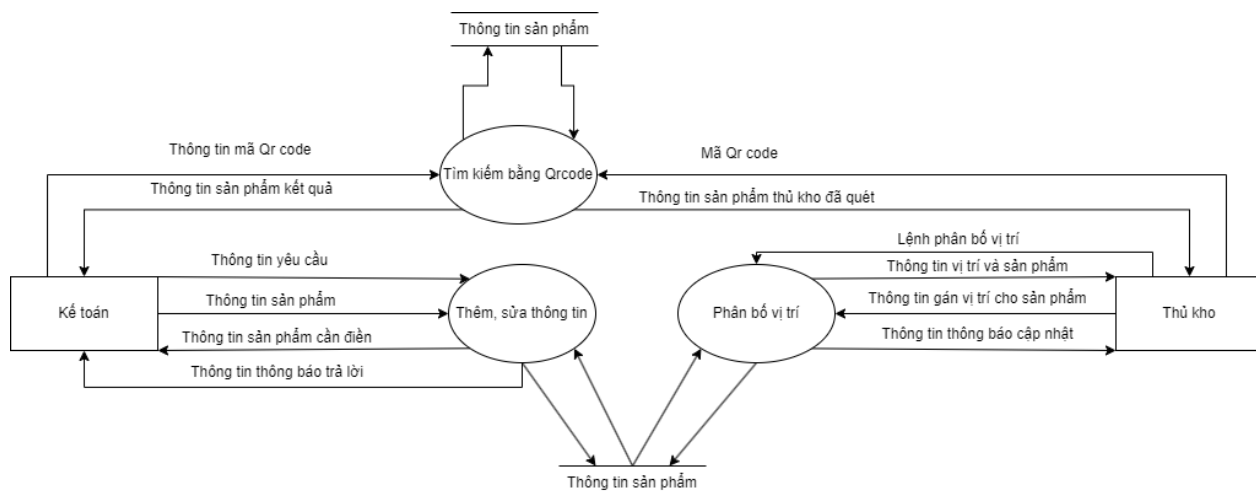 Thông tin sản phẩm
Thông tin mã Qr code
Mã Qr code
Tìm kiếm bằng Qrcode
Thông tin sản phẩm kết quả
Thông tin sản phẩm thủ kho đã quét
Lệnh phân bố vị trí
Thông tin yêu cầu
Thông tin vị trí và sản phẩm
Kế toán
Thông tin sản phẩm
Thêm, sửa thông tin
Phân bố vị trí
Thông tin gán vị trí cho sản phẩm
Thủ kho
Thông tin sản phẩm cần điền
Thông tin thông báo cập nhật
Thông tin thông báo trả lời
Thông tin sản phẩm